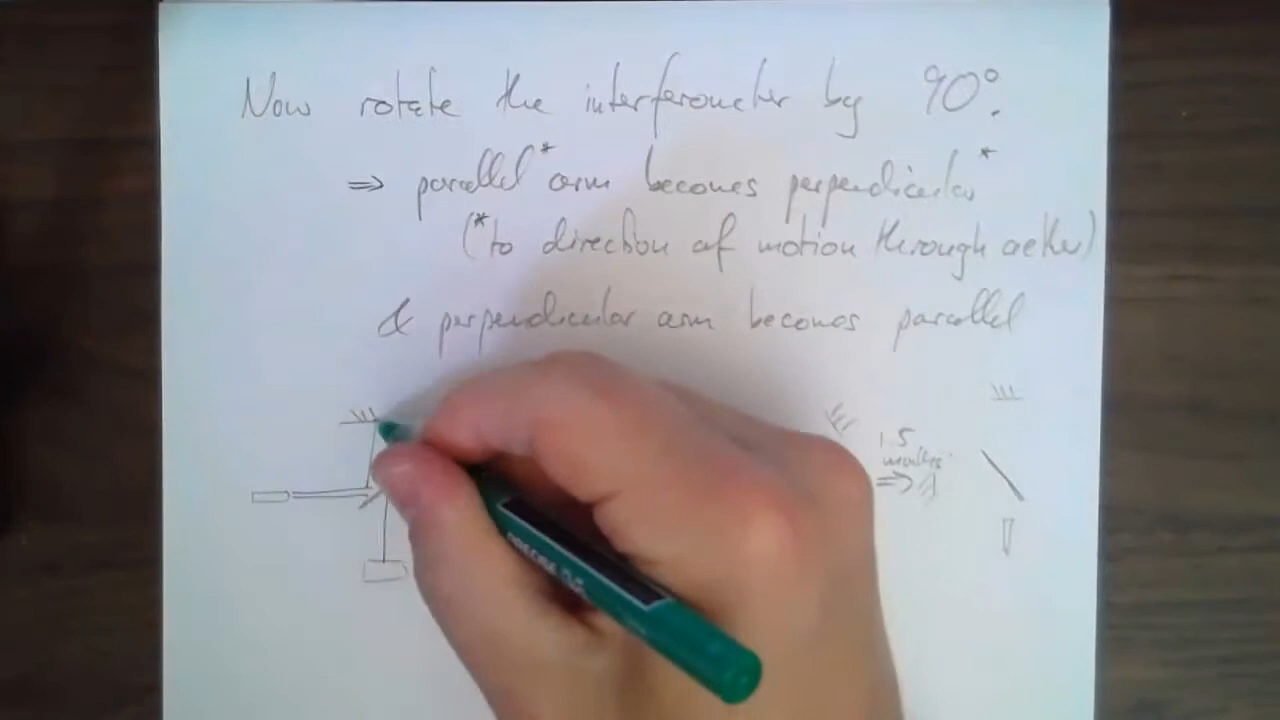 Now rotate the interferometer by 90°.
⇒ parallel* arm becomes perpendicular*
(*to direction of motion through aether)
& perpendicular arm becomes parallel
1.5
⇒
PRECISE